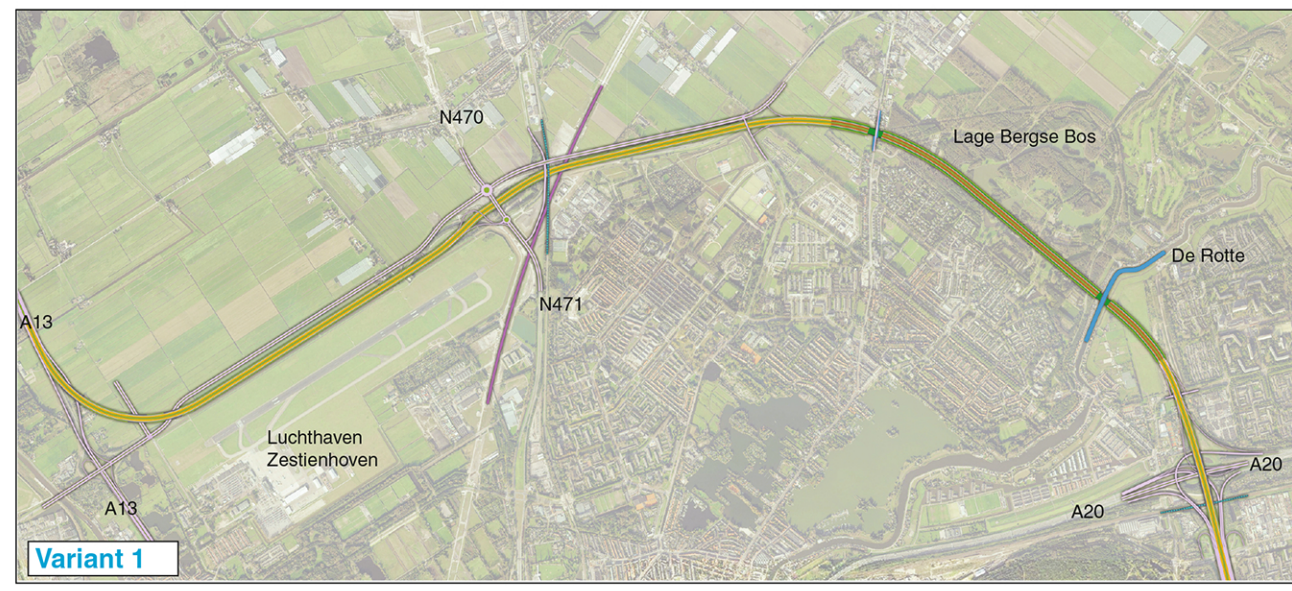 N470
Lage Bergse Bos
De Rotte
N471
A13
Luchthaven
Zestienhoven
A20
A13
A20
Variant 1